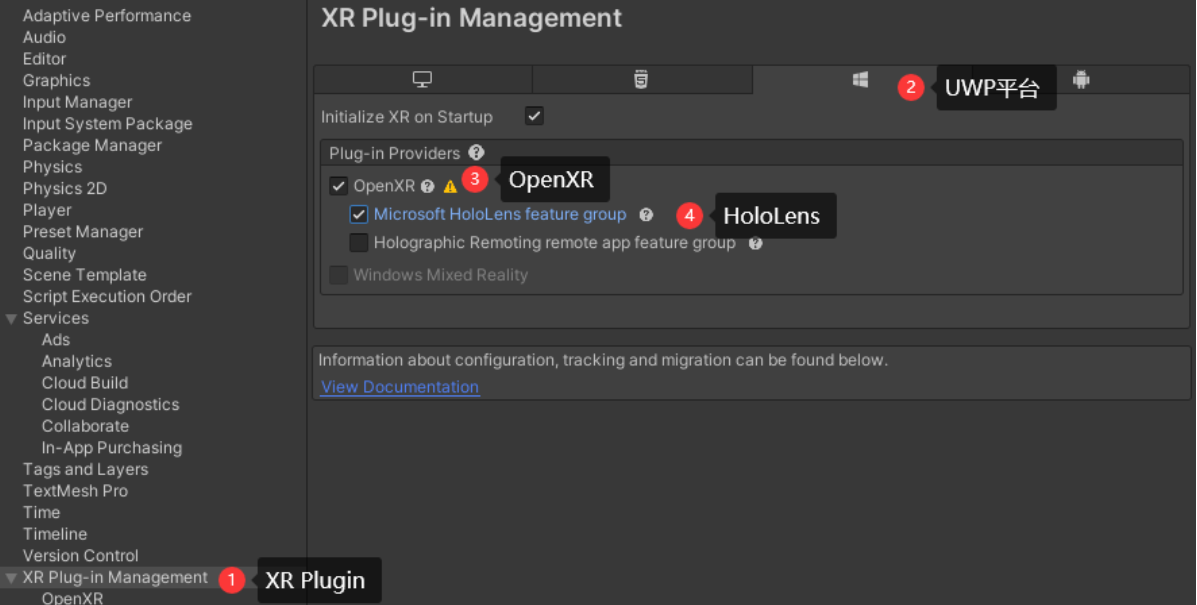 Adaptive Performance
Audio
Editor
Graphics
Input Manager
Input System Package
Package Manager
Physics
Physics 2D
Player
Preset Manager
Quality
Scene Template
Script Execution Order
Services
Ads
Analytics
Cloud Build
Cloud Diagnostics
Collaborate
In-App Purchasing
Tags and Layers
TextMesh Pro
Time
Timeline
Version Control
XR Plug-in Management 1 XR Plugin
OpenXR
XR Plug-in Management
2 UWP平台
Initialize XR on Startup
Plug-in Providers ?
OpenXR ? 3 OpenXR
Microsoft HoloLens feature group ? 4 HoloLens
Holographic Remoting remote app feature group ?
Windows Mixed Reality
Information about configuration, tracking and migration can be found below.
View Documentation